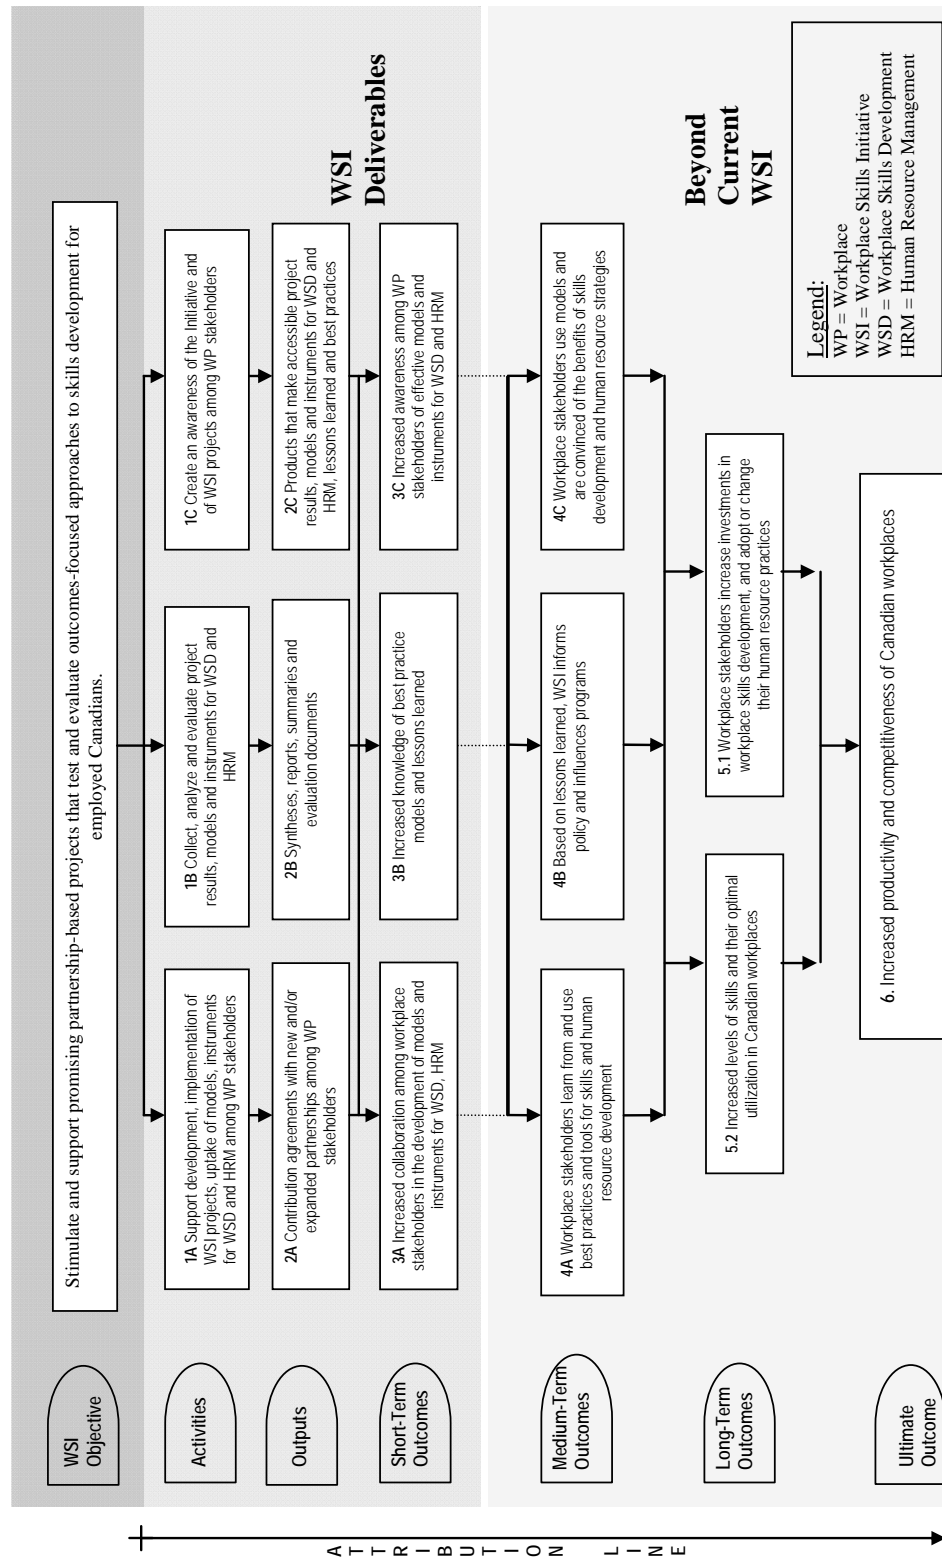 WSI
Objective
Stimulate and support promising partnership-based projects that test and evaluate outcomes-focused approaches to skills development for
employed Canadians.
Activities
1A Support development, implementation of
WSI projects, uptake of models, instruments
for WSD and HRM among WP stakeholders
1B Collect, analyze and evaluate project
results, models and instruments for WSD and
HRM
1C Create an awareness of the Initiative and
of WSI projects among WP stakeholders
Outputs
2A Contribution agreements with new and/or
expanded partnerships among WP
stakeholders
2B Syntheses, reports, summaries and
evaluation documents
2C Products that make accessible project
results, models and instruments for WSD and
HRM, lessons learned and best practices
WSI
Deliverables
Short-Term
Outcomes
3A Increased collaboration among workplace
stakeholders in the development of models and
instruments for WSD, HRM
3B Increased knowledge of best practice
models and lessons learned
3C Increased awareness among WP
stakeholders of effective models and
instruments for WSD and HRM
Medium-Term
Outcomes
4A Workplace stakeholders learn from and use
best practices and tools for skills and human
resource development
4B Based on lessons learned, WSI informs
policy and influences programs
4C Workplace stakeholders use models and
are convinced of the benefits of skills
development and human resource strategies
Beyond
Current
WSI
Long-Term
Outcomes
5.2 Increased levels of skills and their optimal
utilization in Canadian workplaces
5.1 Workplace stakeholders increase investments in
workplace skills development, and adopt or change
their human resource practices
Ultimate
Outcome
6. Increased productivity and competitiveness of Canadian workplaces
Legend:
WP = Workplace
WSI = Workplace Skills Initiative
WSD = Workplace Skills Development
HRM = Human Resource Management
ATTRIBUTION LINE